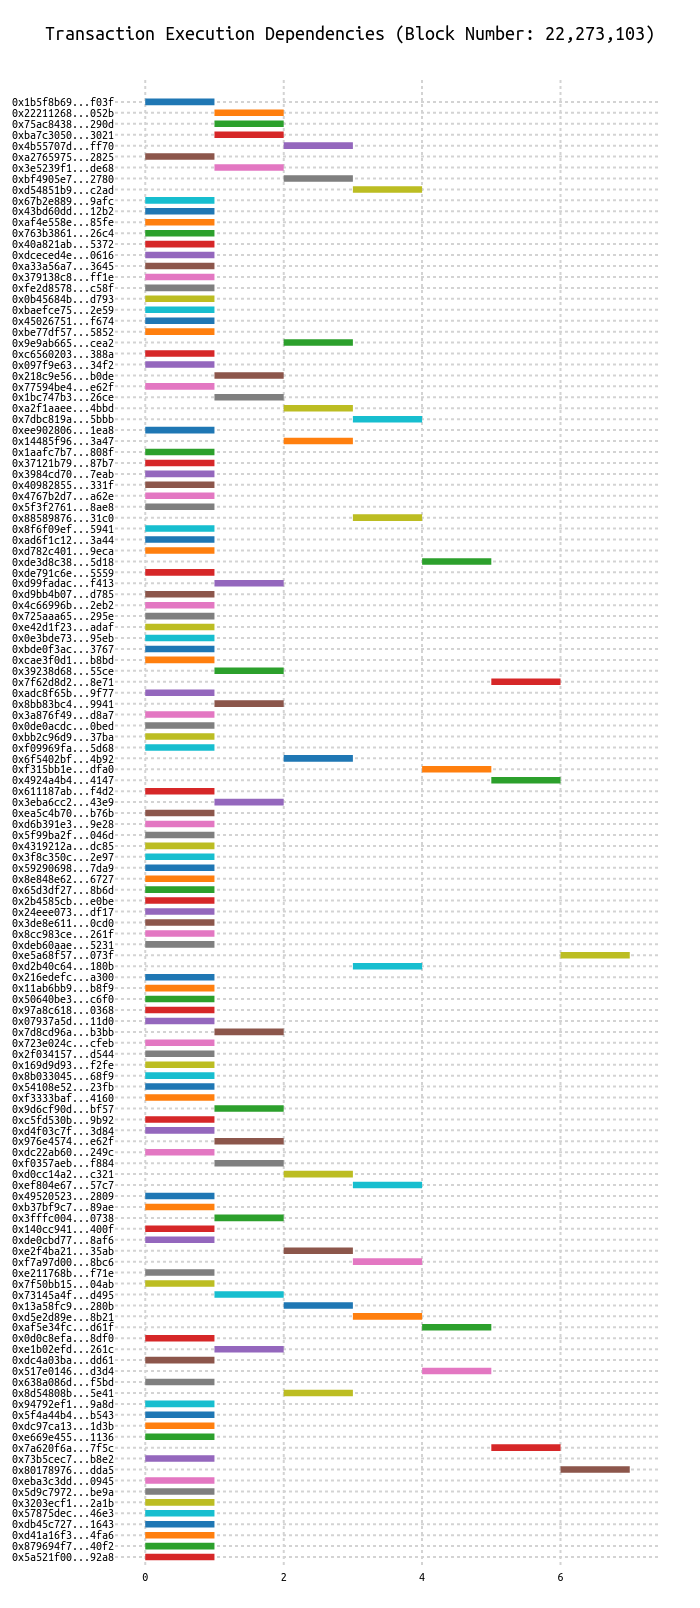 Transaction Execution Dependencies (Block Number: 22,273,103)
0x1b5f8b69...f03f
0x22211268...052b
0x75ac8438...290d
0xba7c3050...3021
0x4b55707d...ff70
0xa2765975...2825
0x3e5239f1...de68
0xbf4905e7...2780
0xd54851b9...c2ad
0x67b2e889...9afc
0x43bd60dd...12b2
0xaf4e558e...85fe
0x763b3861...26c4
0x40a821ab...5372
0xdceced4e...0616
0xa33a56a7...3645
0x379138c8...ff1e
0xfe2d8578...c58f
0x0b45684b...d793
0xbaefce75...2e59
0x45026751...f674
0xbe77df57...5852
0x9e9ab665...cea2
0xc6560203...388a
0x097f9e63...34f2
0x218c9e56...b0de
0x77594be4...e62f
0x1bc747b3...26ce
0xa2f1aaee...4bbd
0x7dbc819a...5bbb
0xee902806...1ea8
0x14485f96...3a47
0x1aafc7b7...808f
0x37121b79...87b7
0x3984cd70...7eab
0x40982855...331f
0x4767b2d7...a62e
0x5f3f2761...8ae8
0x88589876...31c0
0x8f6f09ef...5941
0xad6f1c12...3a44
0xd782c401...9eca
0xde3d8c38...5d18
0xde791c6e...5559
0xd99fadac...f413
0xd9bb4b07...d785
0x4c66996b...2eb2
0x725aaa65...295e
0xe42d1f23...adaf
0x0e3bde73...95eb
0xbde0f3ac...3767
0xcae3f0d1...b8bd
0x39238d68...55ce
0x7f62d8d2...8e71
0xadc8f65b...9f77
0x8bb83bc4...9941
0x3a876f49...d8a7
0x0de0acdc...0bed
0xbb2c96d9...37ba
0xf09969fa...5d68
0x6f5402bf...4b92
0xf315bb1e...dfa0
0x4924a4b4...4147
0x611187ab...f4d2
0x3eba6cc2...43e9
0xea5c4b70...b76b
0xd6b391e3...9e28
0x5f99ba2f...046d
0x4319212a...dc85
0x3f8c350c...2e97
0x59290698...7da9
0x8e848e62...6727
0x65d3df27...8b6d
0x2b4585cb...e0be
0x24eee073...df17
0x3de8e611...0cd0
0x8cc983ce...261f
0xdeb60aae...5231
0xe5a68f57...073f
0xd2b40c64...180b
0x216edefc...a300
0x11ab6bb9...b8f9
0x50640be3...c6f0
0x97a8c618...0368
0x07937a5d...11d0
0x7d8cd96a...b3bb
0x723e024c...cfeb
0x2f034157...d544
0x169d9d93...f2fe
0x8b033045...68f9
0x54108e52...23fb
0xf3333baf...4160
0x9d6cf90d...bf57
0xc5fd530b...9b92
0xd4f03c7f...3d84
0x976e4574...e62f
0xdc22ab60...249c
0xf0357aeb...f884
0xd0cc14a2...c321
0xef804e67...57c7
0x49520523...2809
0xb37bf9c7...89ae
0x3fffc004...0738
0x140cc941...400f
0xde0cbd77...8af6
0xe2f4ba21...35ab
0xf7a97d00...8bc6
0xe211768b...f71e
0x7f50bb15...04ab
0x73145a4f...d495
0x13a58fc9...280b
0xd5e2d89e...8b21
0xaf5e34fc...d61f
0x0d0c8efa...8df0
0xe1b02efd...261c
0xdc4a03ba...dd61
0x517e0146...d3d4
0x638a086d...f5bd
0x8d54808b...5e41
0x94792ef1...9a8d
0x5f4a44b4...b543
0xdc97ca13...1d3b
0xe669e455...1136
0x7a620f6a...7f5c
0x73b5cec7...b8e2
0x80178976...dda5
0xeba3c3dd...0945
0x5d9c7972...be9a
0x3203ecf1...2a1b
0x57875dec...46e3
0xdb45c727...1643
0xd41a16f3...4fa6
0x879694f7...40f2
0x5a521f00...92a8
0 2 4 6